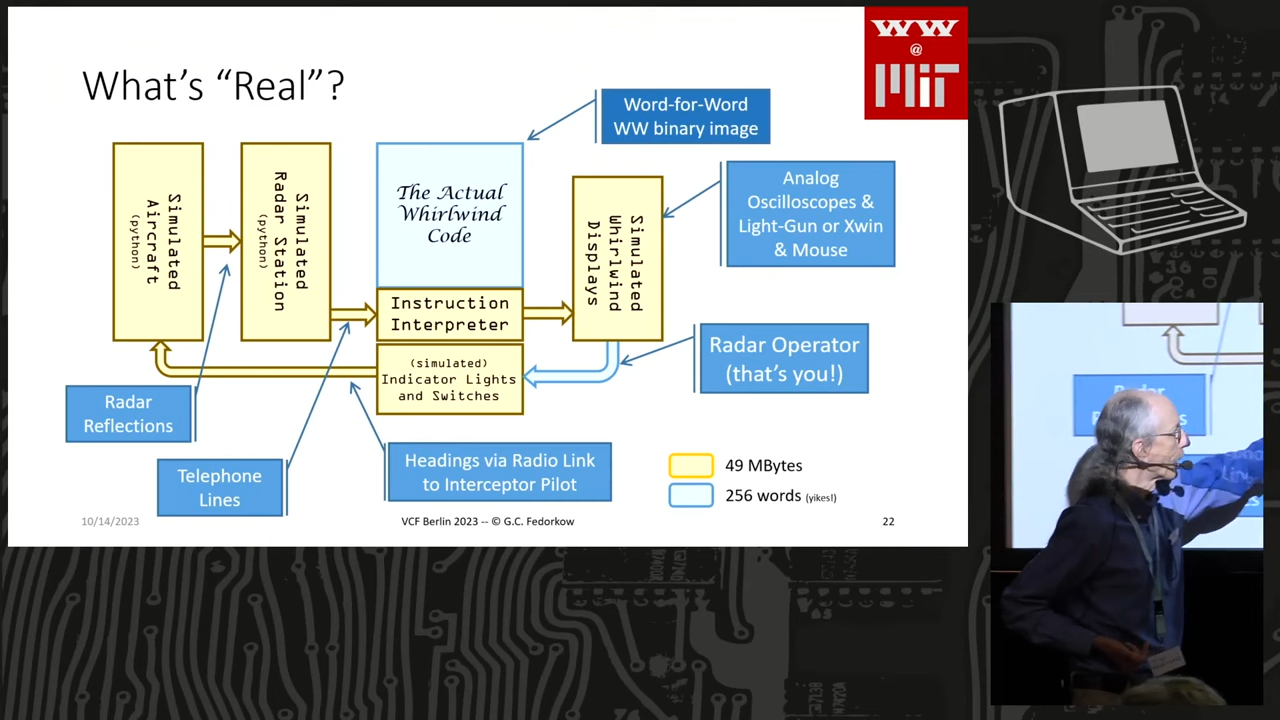 What's "Real"?
WW
@
MIT
Word-for-Word
WW binary image
Simulated
Aircraft
(python)
Simulated
Radar Station
(python)
The Actual
Whirlwind
Code
Instruction
Interpreter
(simulated)
Indicator Lights
and Switches
Simulated
Whirlwind
Displays
Analog
Oscilloscopes &
Light-Gun or Xwin
& Mouse
Radar Operator
(that's you!)
Radar
Reflections
Telephone
Lines
Headings via Radio Link
to Interceptor Pilot
49 MBytes
256 words (yikes!)
10/14/2023
VCF Berlin 2023 -- © G.C. Fedorkow
22